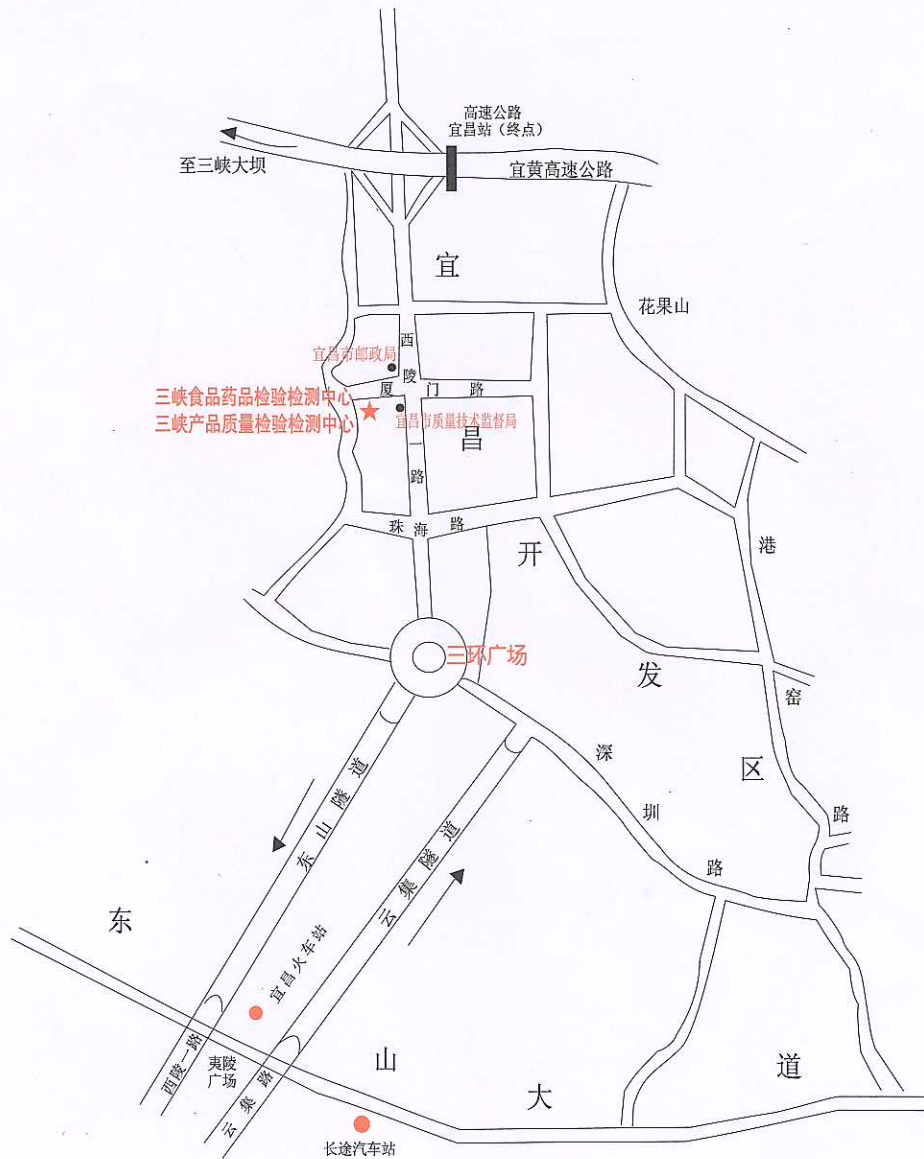 高速公路
宜昌站（终点）
至三峡大坝
宜黄高速公路
宜昌开发区
花果山
西陵一路
宜昌市邮政局
厦门路
三峡食品药品检验检测中心
三峡产品质量检验检测中心
宜昌市质量技术监督局
珠海路
港窑路
三环广场
深圳路
东山隧道
云集隧道
东山大道
宜昌火车站
西陵一路
夷陵
广场
云集路
长途汽车站